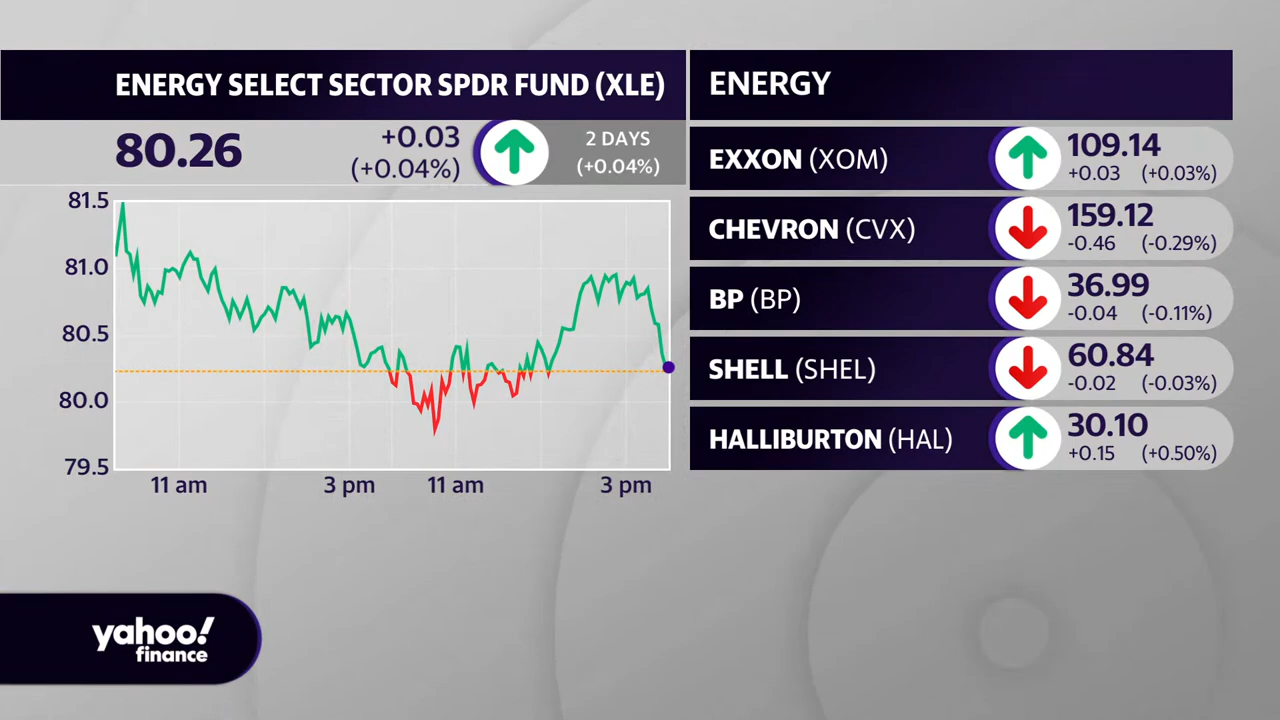 ENERGY SELECT SECTOR SPDR FUND (XLE)
80.26
+0.03
(+0.04%)
2 DAYS
(+0.04%)
81.5
81.0
80.5
80.0
79.5
11 am
3 pm
11 am
3 pm
ENERGY
EXXON (XOM)
109.14
+0.03 (+0.03%)
CHEVRON (CVX)
159.12
-0.46 (-0.29%)
BP (BP)
36.99
-0.04 (-0.11%)
SHELL (SHEL)
60.84
-0.02 (-0.03%)
HALLIBURTON (HAL)
30.10
+0.15 (+0.50%)
yahoo!
finance